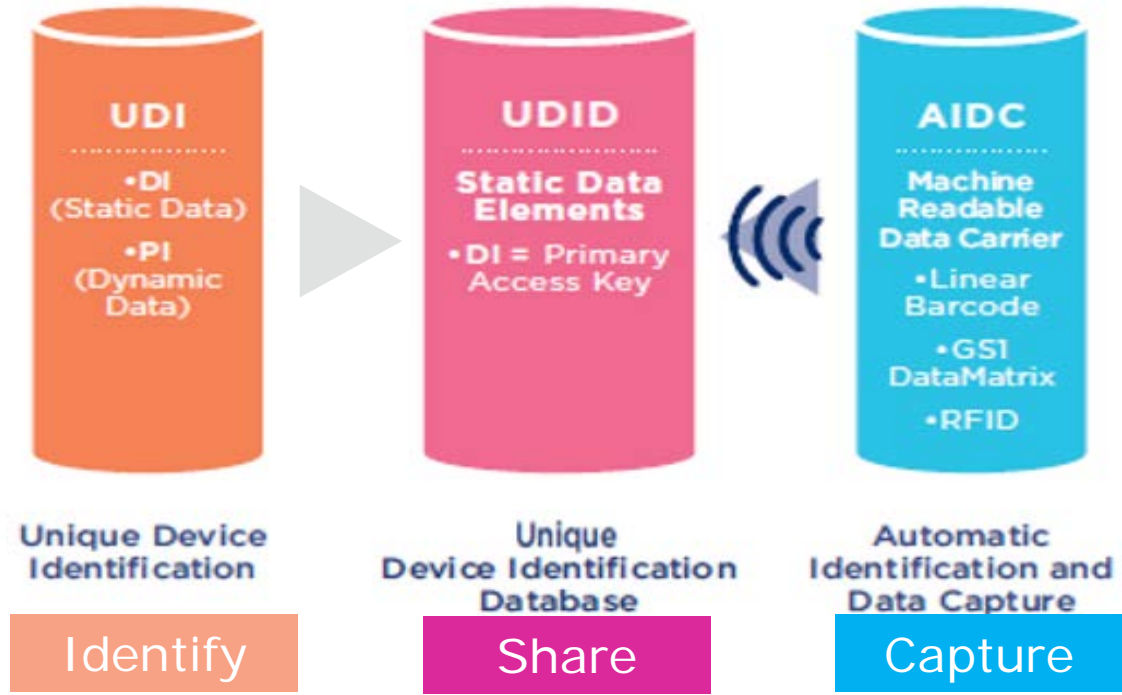 UDI
•DI
(Static Data)
•PI
(Dynamic
Data)
Unique Device
Identification
Identify
UDID
Static Data
Elements
•DI = Primary
Access Key
Unique
Device Identification
Database
Share
AIDC
Machine
Readable
Data Carrier
•Linear
Barcode
•GS1
DataMatrix
•RFID
Automatic
Identification and
Data Capture
Capture